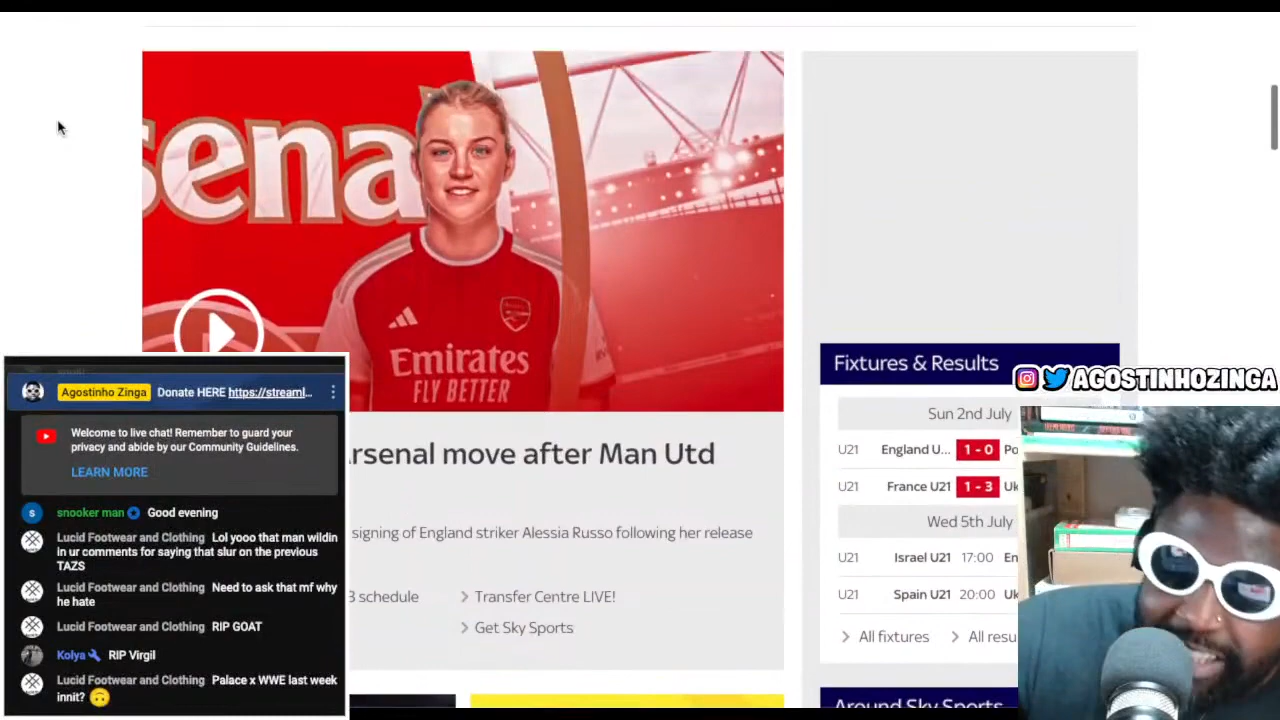 senal
Emirates
FLY BETTER
rsenal move after Man Utd
signing of England striker Alessia Russo following her release
3 schedule
Transfer Centre LIVE!
Get Sky Sports
Fixtures & Results
Sun 2nd July
U21 England U... 1 - 0 Po
U21 France U21 1 - 3 Uk
Wed 5th July
U21 Israel U21 17:00 En
U21 Spain U21 20:00 Uk
All fixtures
All resu
Around Sky Sports
AGOSTINHOZINGA
Agostinho Zinga Donate HERE https://streaml...
Welcome to live chat! Remember to guard your
privacy and abide by our Community Guidelines.
LEARN MORE
s snooker man Good evening
Lucid Footwear and Clothing Lol yooo that man wildin
in ur comments for saying that slur on the previous
TAZS
Lucid Footwear and Clothing Need to ask that mf why
he hate
Lucid Footwear and Clothing RIP GOAT
Kolya RIP Virgil
Lucid Footwear and Clothing Palace x WWE last week
innit? 🙃